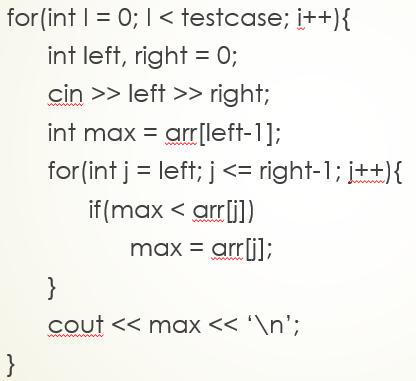 for(int I = 0; I < testcase; i++){
int left, right = 0;
cin >> left >> right;
int max = arr[left-1];
for(int j = left; j <= right-1; j++){
if(max < arr[j])
max = arr[j];
}
cout << max << ‘\n’;
}